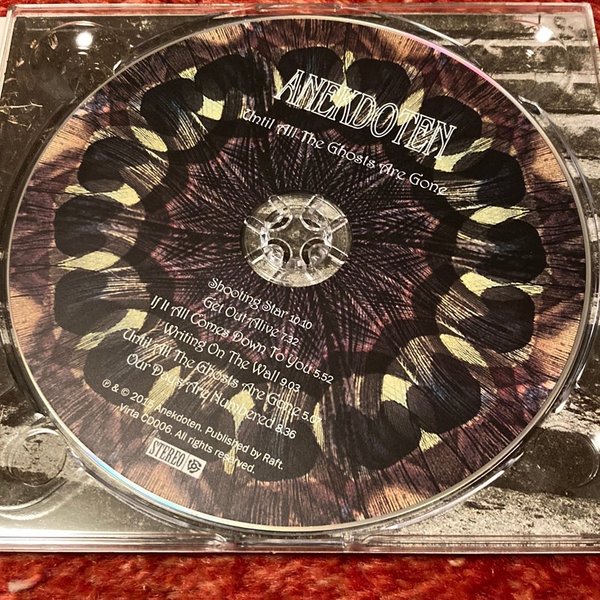 ANEKDOTEN
Until All The Ghosts Are Gone
Shooting Star 10.10
Get Out Alive 7.32
If It All Comes Down To You 5.52
Writing On The Wall 9.03
Until All The Ghosts Are Gone 5.07
Our Days Are Numbered 8.36
℗ & © 2015 Anekdoten. Published by Raft.
Virta CD006. All rights reserved.
STEREO